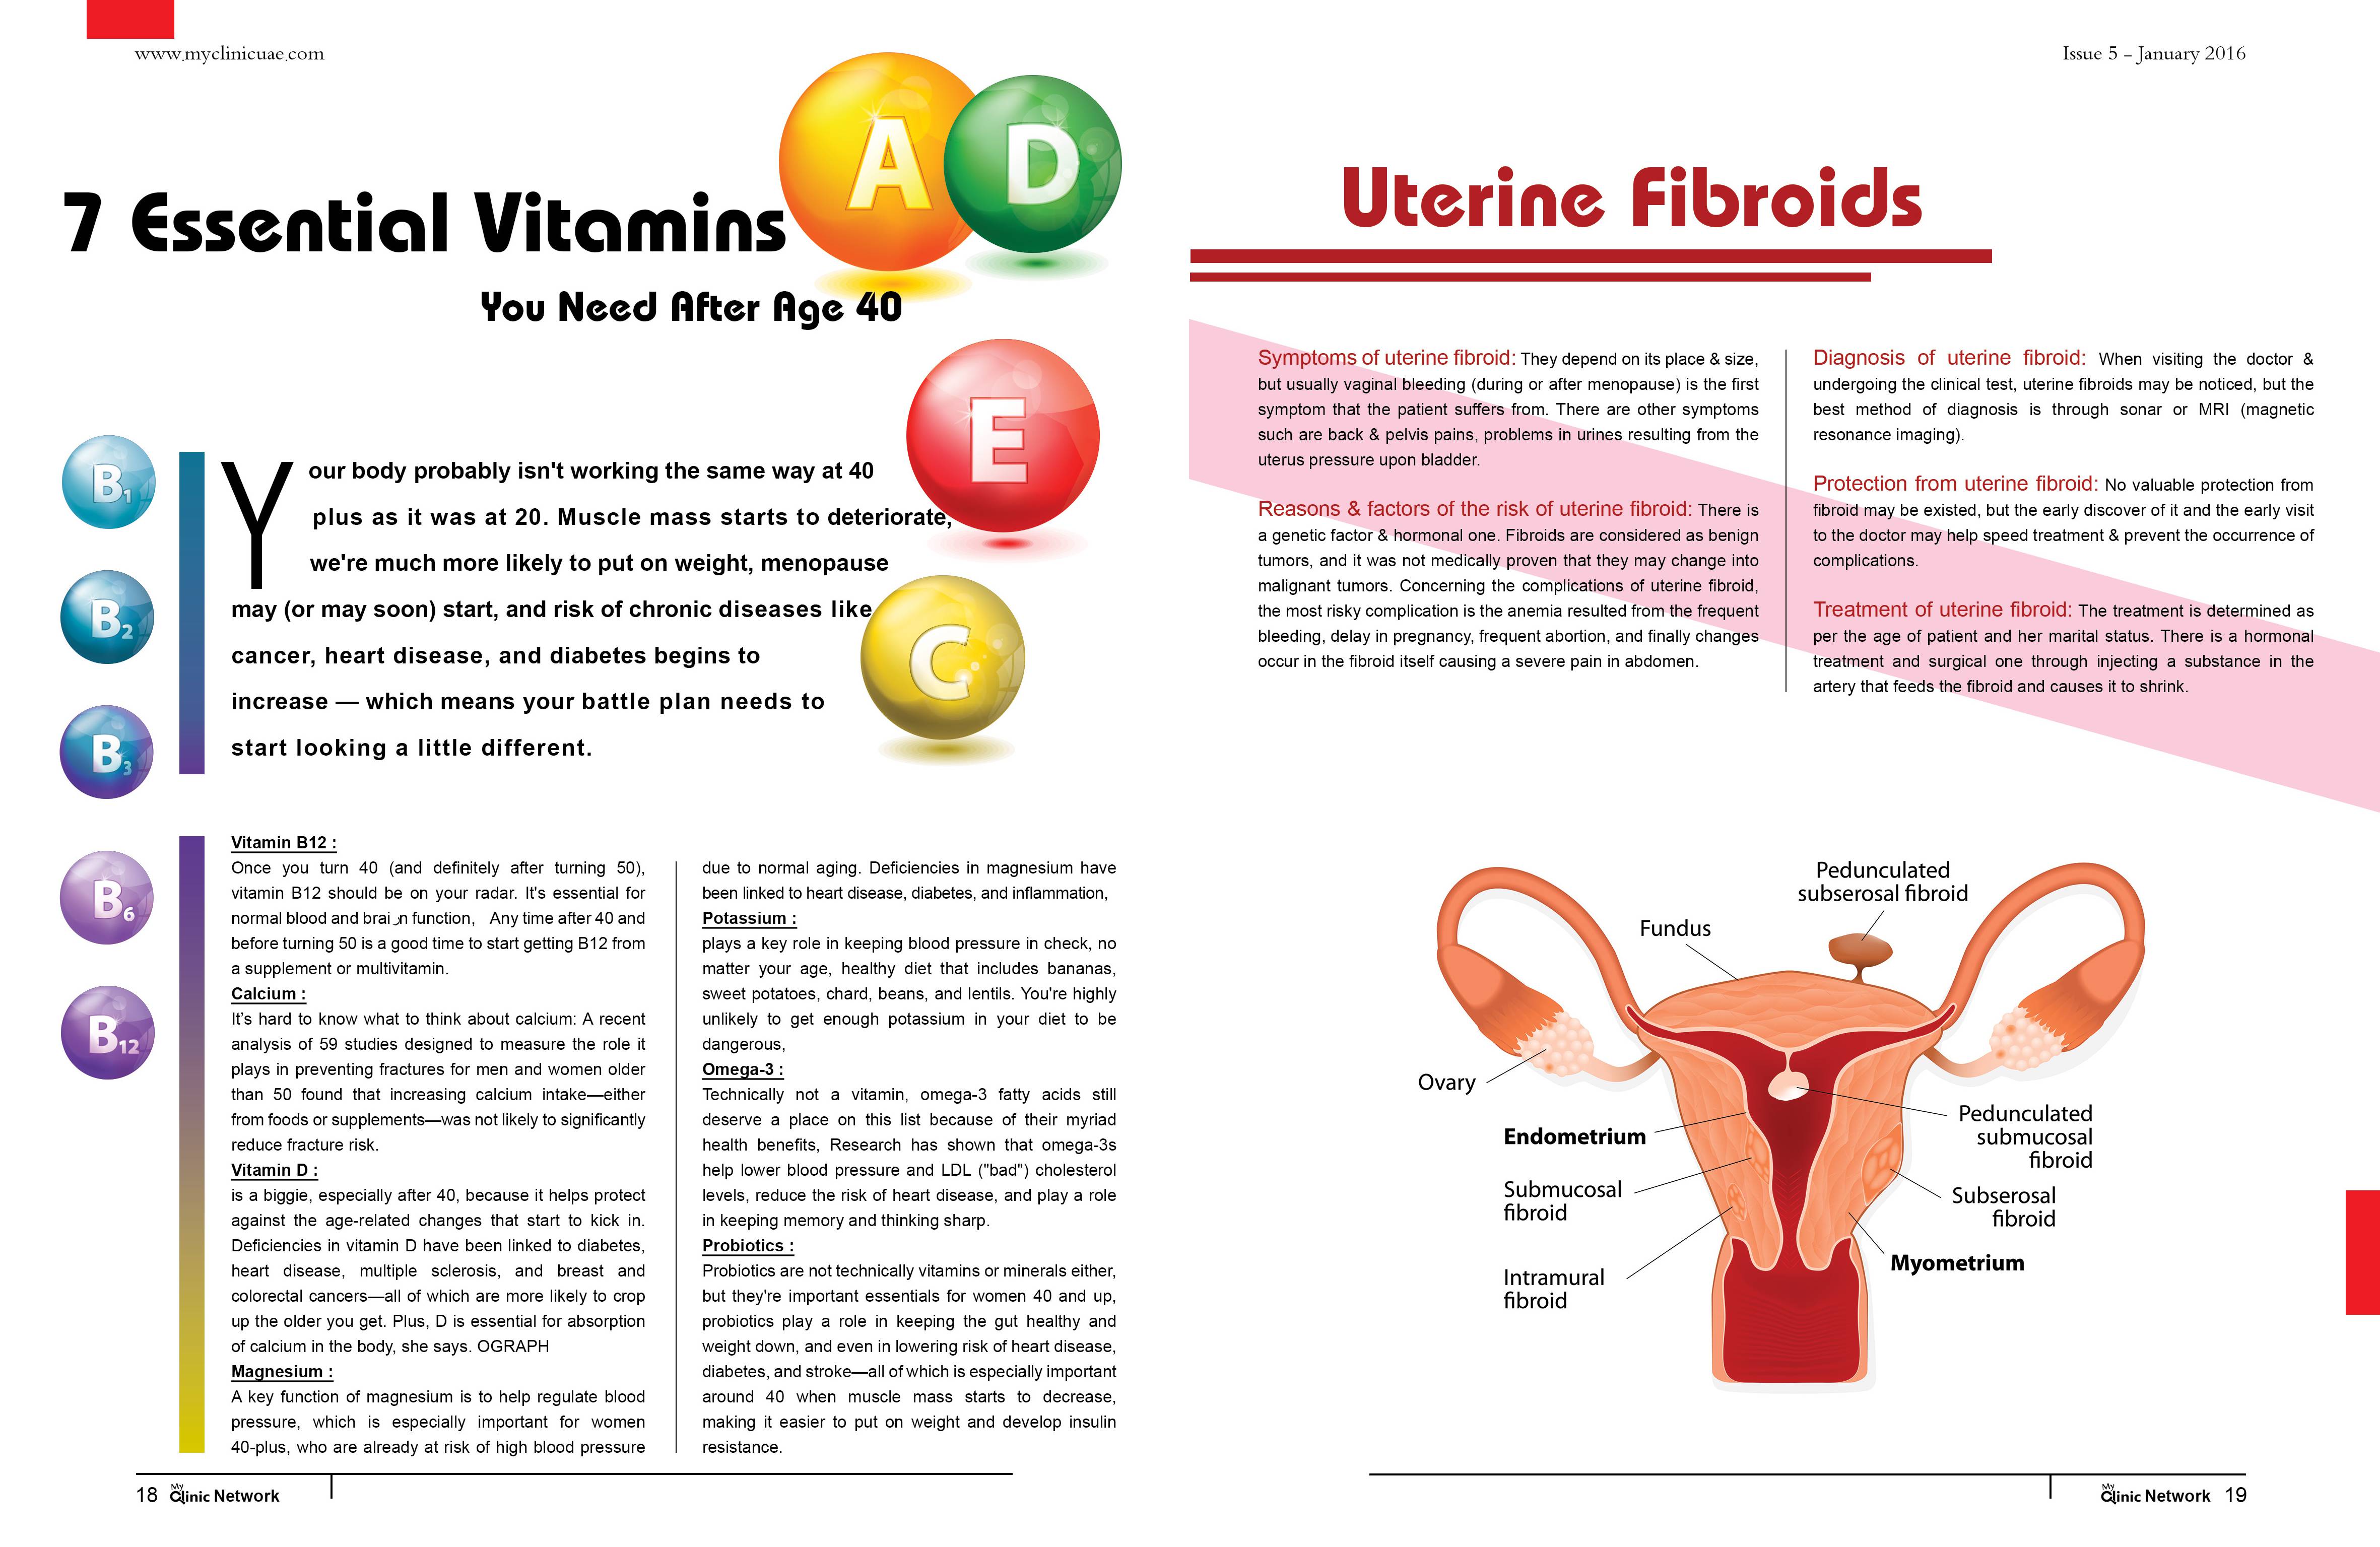 www.myclinicuae.com
7 Essential Vitamins
You Need After Age 40
A
D
E
C
B1
B2
B3
B6
B12
Your body probably isn't working the same way at 40
plus as it was at 20. Muscle mass starts to deteriorate,
we're much more likely to put on weight, menopause
may (or may soon) start, and risk of chronic diseases like
cancer, heart disease, and diabetes begins to
increase — which means your battle plan needs to
start looking a little different.
Vitamin B12 :
Once you turn 40 (and definitely after turning 50),
vitamin B12 should be on your radar. It's essential for
normal blood and brai n function, Any time after 40 and
before turning 50 is a good time to start getting B12 from
a supplement or multivitamin.
Calcium :
It's hard to know what to think about calcium: A recent
analysis of 59 studies designed to measure the role it
plays in preventing fractures for men and women older
than 50 found that increasing calcium intake—either
from foods or supplements—was not likely to significantly
reduce fracture risk.
Vitamin D :
is a biggie, especially after 40, because it helps protect
against the age-related changes that start to kick in.
Deficiencies in vitamin D have been linked to diabetes,
heart disease, multiple sclerosis, and breast and
colorectal cancers—all of which are more likely to crop
up the older you get. Plus, D is essential for absorption
of calcium in the body, she says. OGRAPH
Magnesium :
A key function of magnesium is to help regulate blood
pressure, which is especially important for women
40-plus, who are already at risk of high blood pressure
due to normal aging. Deficiencies in magnesium have
been linked to heart disease, diabetes, and inflammation,
Potassium :
plays a key role in keeping blood pressure in check, no
matter your age, healthy diet that includes bananas,
sweet potatoes, chard, beans, and lentils. You're highly
unlikely to get enough potassium in your diet to be
dangerous,
Omega-3 :
Technically not a vitamin, omega-3 fatty acids still
deserve a place on this list because of their myriad
health benefits, Research has shown that omega-3s
help lower blood pressure and LDL ("bad") cholesterol
levels, reduce the risk of heart disease, and play a role
in keeping memory and thinking sharp.
Probiotics :
Probiotics are not technically vitamins or minerals either,
but they're important essentials for women 40 and up,
probiotics play a role in keeping the gut healthy and
weight down, and even in lowering risk of heart disease,
diabetes, and stroke—all of which is especially important
around 40 when muscle mass starts to decrease,
making it easier to put on weight and develop insulin
resistance.
18 My Clinic Network
Issue 5 – January 2016
Uterine Fibroids
Symptoms of uterine fibroid: They depend on its place & size,
but usually vaginal bleeding (during or after menopause) is the first
symptom that the patient suffers from. There are other symptoms
such are back & pelvis pains, problems in urines resulting from the
uterus pressure upon bladder.
Reasons & factors of the risk of uterine fibroid: There is
a genetic factor & hormonal one. Fibroids are considered as benign
tumors, and it was not medically proven that they may change into
malignant tumors. Concerning the complications of uterine fibroid,
the most risky complication is the anemia resulted from the frequent
bleeding, delay in pregnancy, frequent abortion, and finally changes
occur in the fibroid itself causing a severe pain in abdomen.
Diagnosis of uterine fibroid: When visiting the doctor &
undergoing the clinical test, uterine fibroids may be noticed, but the
best method of diagnosis is through sonar or MRI (magnetic
resonance imaging).
Protection from uterine fibroid: No valuable protection from
fibroid may be existed, but the early discover of it and the early visit
to the doctor may help speed treatment & prevent the occurrence of
complications.
Treatment of uterine fibroid: The treatment is determined as
per the age of patient and her marital status. There is a hormonal
treatment and surgical one through injecting a substance in the
artery that feeds the fibroid and causes it to shrink.
Pedunculated
subserosal fibroid
Fundus
Ovary
Endometrium
Submucosal
fibroid
Intramural
fibroid
Pedunculated
submucosal
fibroid
Subserosal
fibroid
Myometrium
My Clinic Network 19